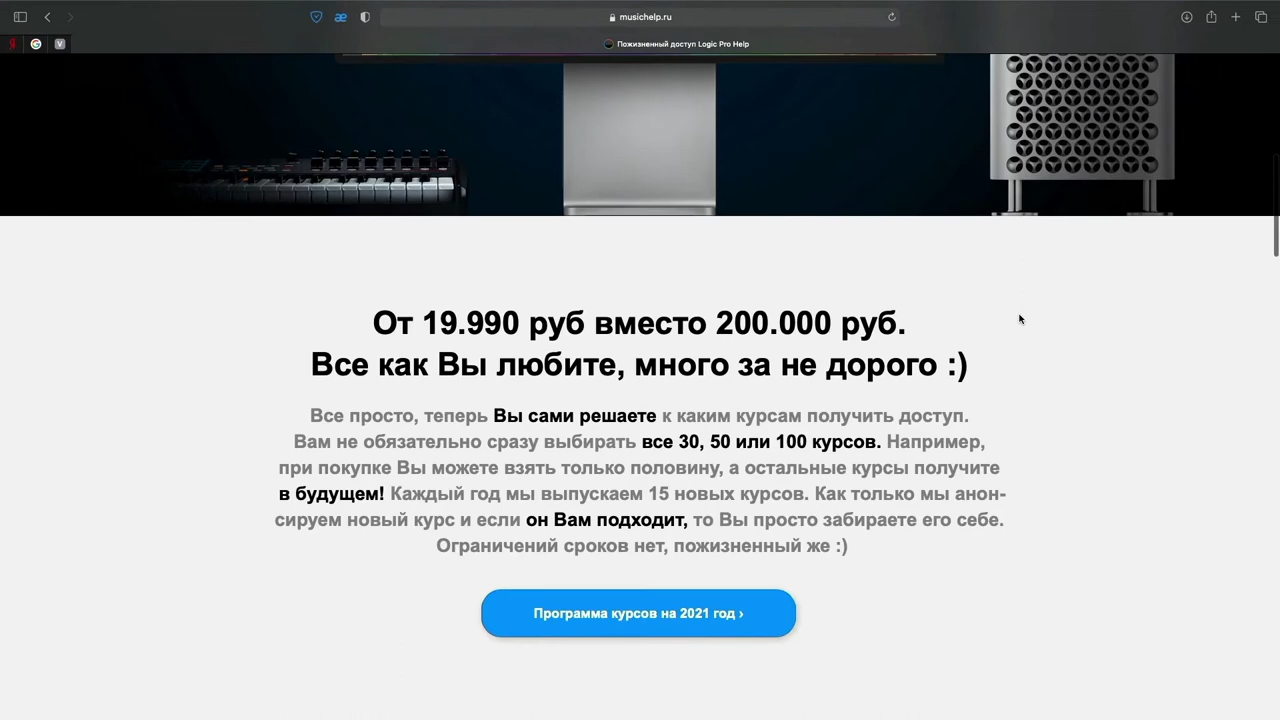 musichelp.ru
Я
G
V
Пожизненный доступ Logic Pro Help
От 19.990 руб вместо 200.000 руб.
Все как Вы любите, много за не дорого :)
Все просто, теперь Вы сами решаете к каким курсам получить доступ.
Вам не обязательно сразу выбирать все 30, 50 или 100 курсов. Например,
при покупке Вы можете взять только половину, а остальные курсы получите
в будущем! Каждый год мы выпускаем 15 новых курсов. Как только мы анон-
сируем новый курс и если он Вам подходит, то Вы просто забираете его себе.
Ограничений сроков нет, пожизненный же :)
Программа курсов на 2021 год ›